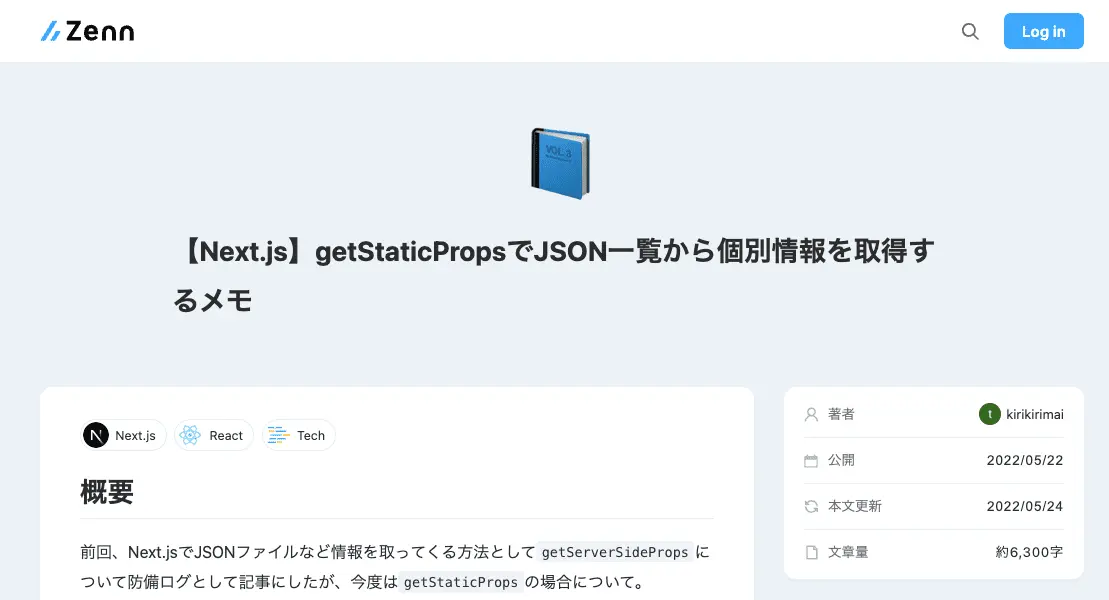 Zenn
Log in
VOL. 3
【Next.js】getStaticPropsでJSON一覧から個別情報を取得す
るメモ
Next.js React Tech
概要
前回、Next.jsでJSONファイルなど情報を取ってくる方法として getServerSideProps に
ついて防備ログとして記事にしたが、今度は getStaticProps の場合について。
著者 t kirikirimai
公開 2022/05/22
本文更新 2022/05/24
文章量 約6,300字